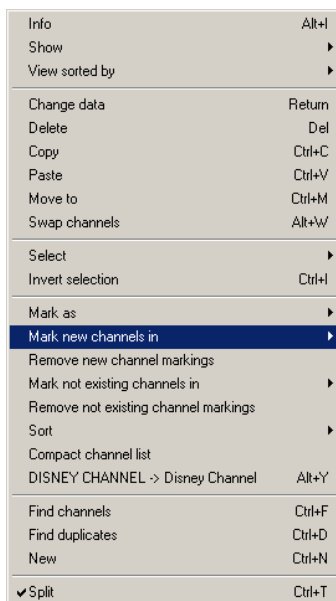 Info Alt+I
Show
View sorted by
Change data Return
Delete Del
Copy Ctrl+C
Paste Ctrl+V
Move to Ctrl+M
Swap channels Alt+W
Select
Invert selection Ctrl+I
Mark as
Mark new channels in
Remove new channel markings
Mark not existing channels in
Remove not existing channel markings
Sort
Compact channel list
DISNEY CHANNEL -> Disney Channel Alt+Y
Find channels Ctrl+F
Find duplicates Ctrl+D
New Ctrl+N
Split Ctrl+T